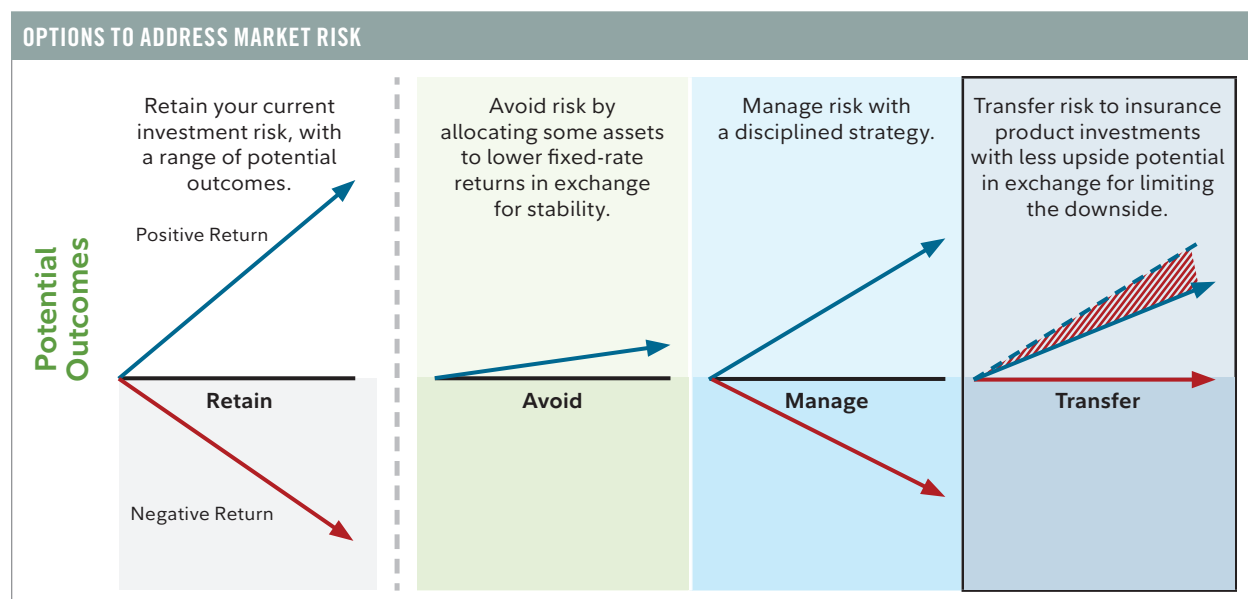 OPTIONS TO ADDRESS MARKET RISK
Retain your current
investment risk, with
a range of potential
outcomes.
Positive Return
Potential
Outcomes
Retain
Negative Return
Avoid risk by
allocating some assets
to lower fixed-rate
returns in exchange
for stability.
Avoid
Manage risk with
a disciplined strategy.
Manage
Transfer risk to insurance
product investments
with less upside potential
in exchange for limiting
the downside.
Transfer